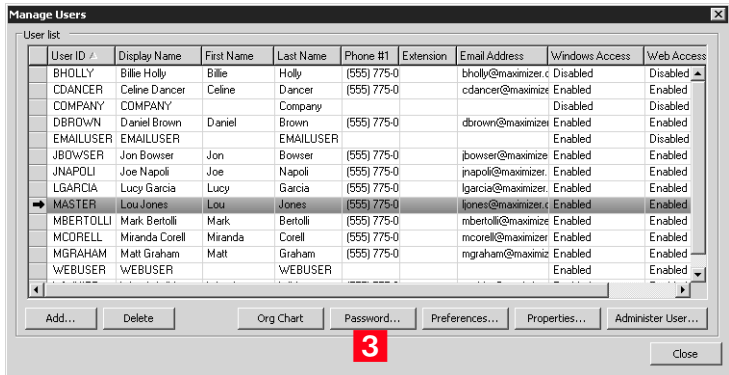 Manage Users
User list
User ID Display Name First Name Last Name Phone #1 Extension Email Address Windows Access Web Access
BHOLLY Billie Holly Billie Holly (555) 775-0 bholly@maximizer.c Disabled Disabled
CDANCER Celine Dancer Celine Dancer (555) 775-0 cdancer@maximize Enabled Enabled
COMPANY COMPANY Company Disabled Disabled
DBROWN Daniel Brown Daniel Brown (555) 775-0 dbrown@maximizer Enabled Enabled
EMAILUSER EMAILUSER EMAILUSER Enabled Disabled
JBOWSER Jon Bowser Jon Bowser (555) 775-0 jbowser@maximize Enabled Enabled
JNAPOLI Joe Napoli Joe Napoli (555) 775-0 jnapoli@maximizer. Enabled Enabled
LGARCIA Lucy Garcia Lucy Garcia (555) 775-0 lgarcia@maximizer. Enabled Enabled
MASTER Lou Jones Lou Jones (555) 775-0 ljones@maximizer.c Enabled Enabled
MBERTOLLI Mark Bertolli Mark Bertolli (555) 775-0 mbertolli@maximize Enabled Enabled
MCORELL Miranda Corell Miranda Corell (555) 775-0 mcorell@maximizer Enabled Enabled
MGRAHAM Matt Graham Matt Graham (555) 775-0 mgraham@maximiz Enabled Enabled
WEBUSER WEBUSER WEBUSER Enabled Enabled
Add... Delete Org Chart Password... Preferences... Properties... Administer User...
3
Close